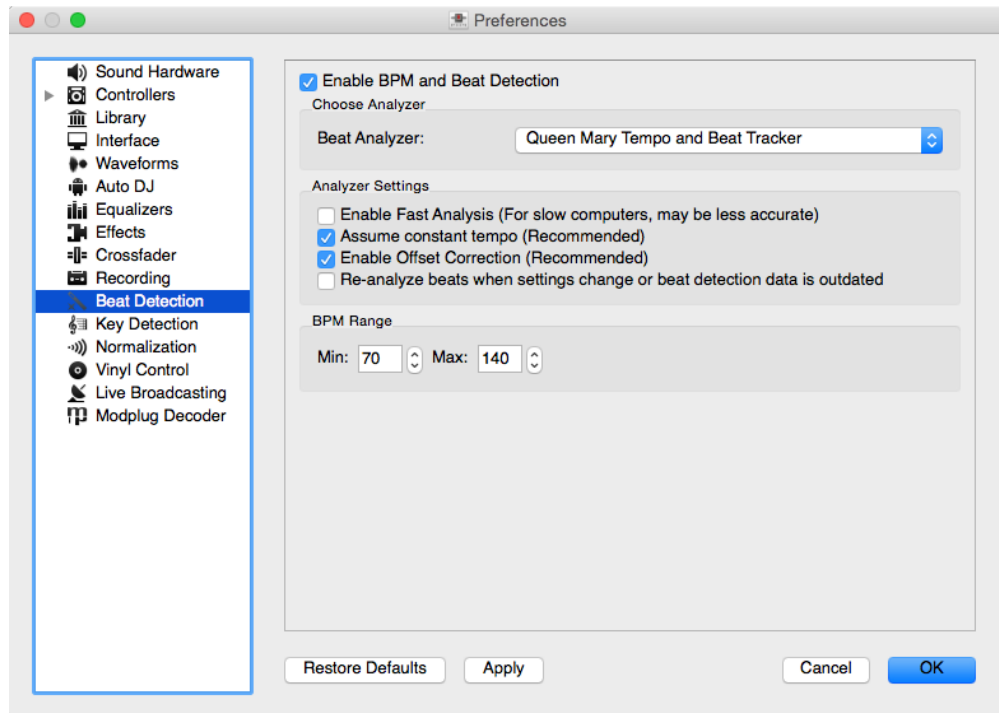 Preferences
Sound Hardware
Controllers
Library
Interface
Waveforms
Auto DJ
Equalizers
Effects
Crossfader
Recording
Beat Detection
Key Detection
Normalization
Vinyl Control
Live Broadcasting
Modplug Decoder
Enable BPM and Beat Detection
Choose Analyzer
Beat Analyzer: Queen Mary Tempo and Beat Tracker
Analyzer Settings
Enable Fast Analysis (For slow computers, may be less accurate)
Assume constant tempo (Recommended)
Enable Offset Correction (Recommended)
Re-analyze beats when settings change or beat detection data is outdated
BPM Range
Min: 70 Max: 140
Restore Defaults Apply Cancel OK